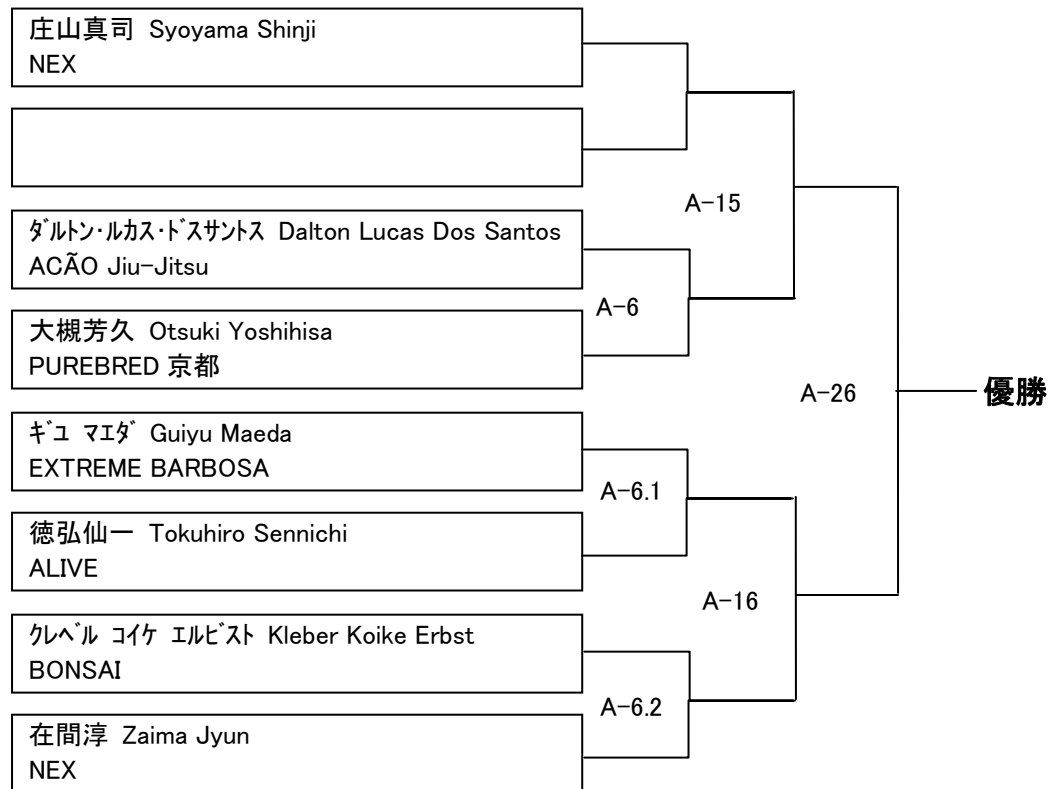 庄山真司 Syoyama Shinji
NEX
ﾀﾞﾙﾄﾝ･ﾙｶｽ･ﾄﾞｽｻﾝﾄｽ Dalton Lucas Dos Santos
ACÃO Jiu-Jitsu
大槻芳久 Otsuki Yoshihisa
PUREBRED 京都
ｷﾞﾕ ﾏｴﾀﾞ Guiyu Maeda
EXTREME BARBOSA
徳弘仙一 Tokuhiro Sennichi
ALIVE
ｸﾚﾍﾞﾙ ｺｲｹ ｴﾙﾋﾞｽﾄ Kleber Koike Erbst
BONSAI
在間淳 Zaima Jyun
NEX
A-6
A-6.1
A-6.2
A-15
A-16
A-26
優勝